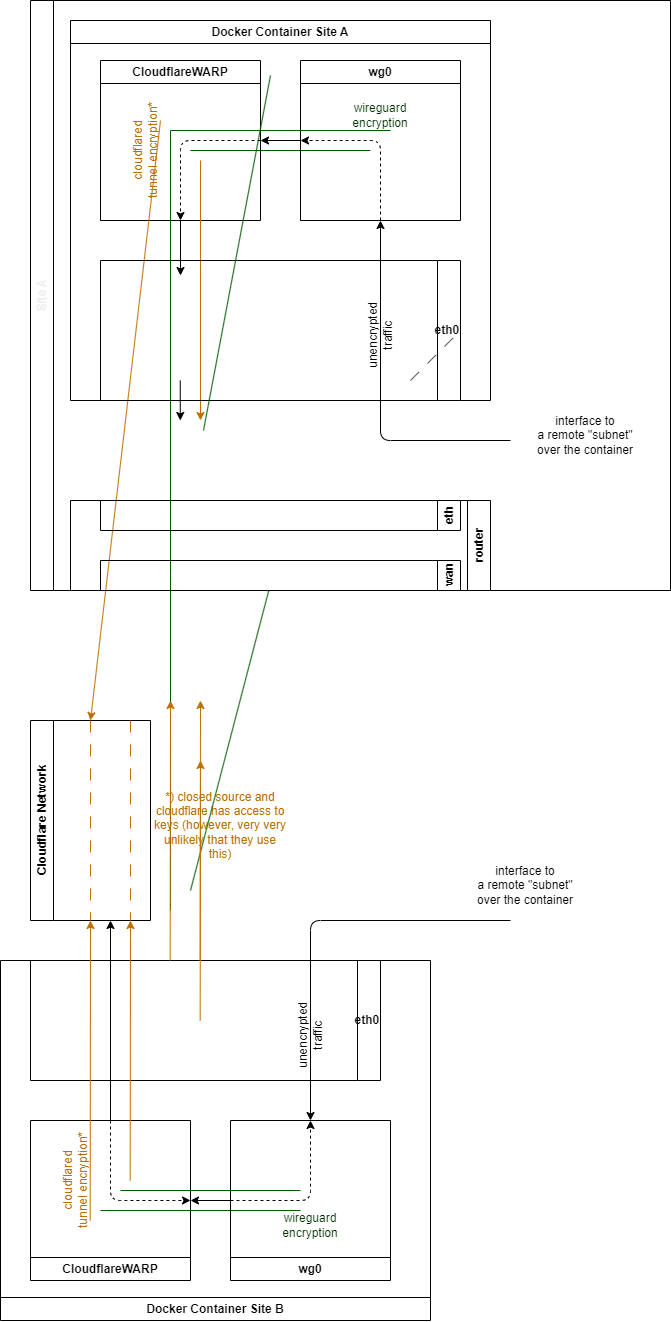 Docker Container Site A
CloudflareWARP
wg0
wireguard
encryption
cloudflared
tunnel encryption*
Site A
unencrypted
traffic
eth0
interface to
a remote "subnet"
over the container
eth
router
wan
Cloudflare Network
*) closed source and
cloudflare has access to
keys (however, very very
unlikely that they use
this)
interface to
a remote "subnet"
over the container
unencrypted
traffic
eth0
cloudflared
tunnel encryption*
wireguard
encryption
CloudflareWARP
wg0
Docker Container Site B